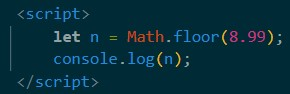 <script>
let n = Math.floor(8.99);
console.log(n);
</script>